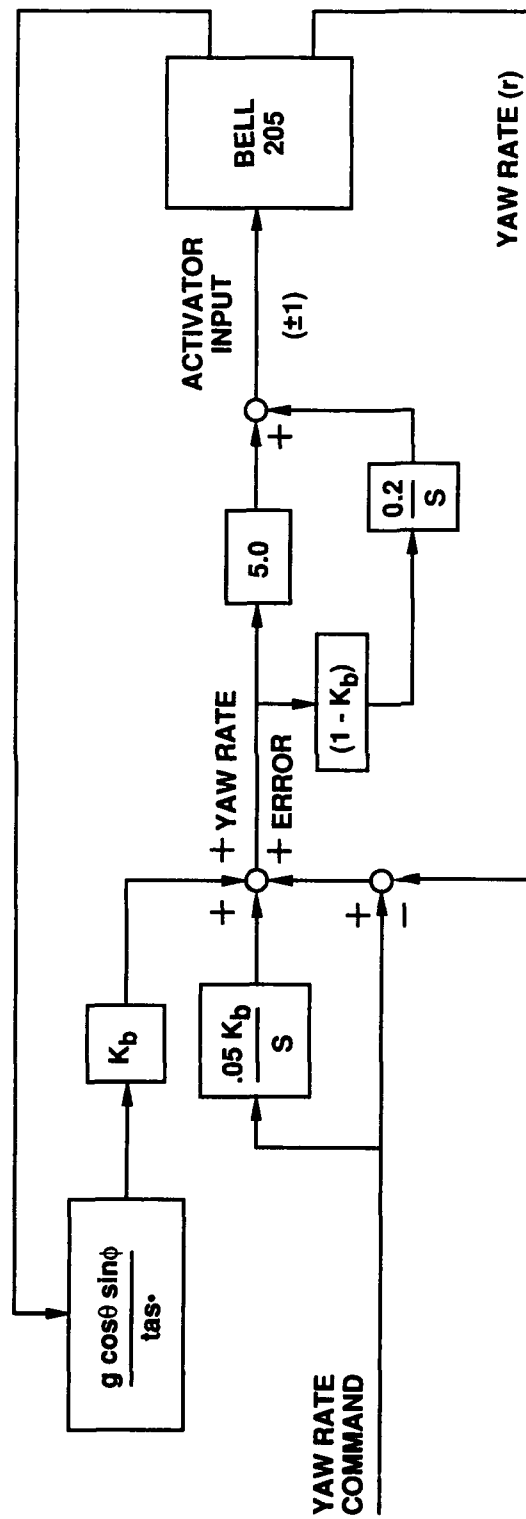 g cosθ sinϕ
tas•
K_b
YAW RATE
COMMAND
.05 K_b
S
+
+
−
+ YAW RATE
+ ERROR
5.0
(1 - K_b)
0.2
S
+
ACTIVATOR
INPUT
(±1)
BELL
205
YAW RATE (r)